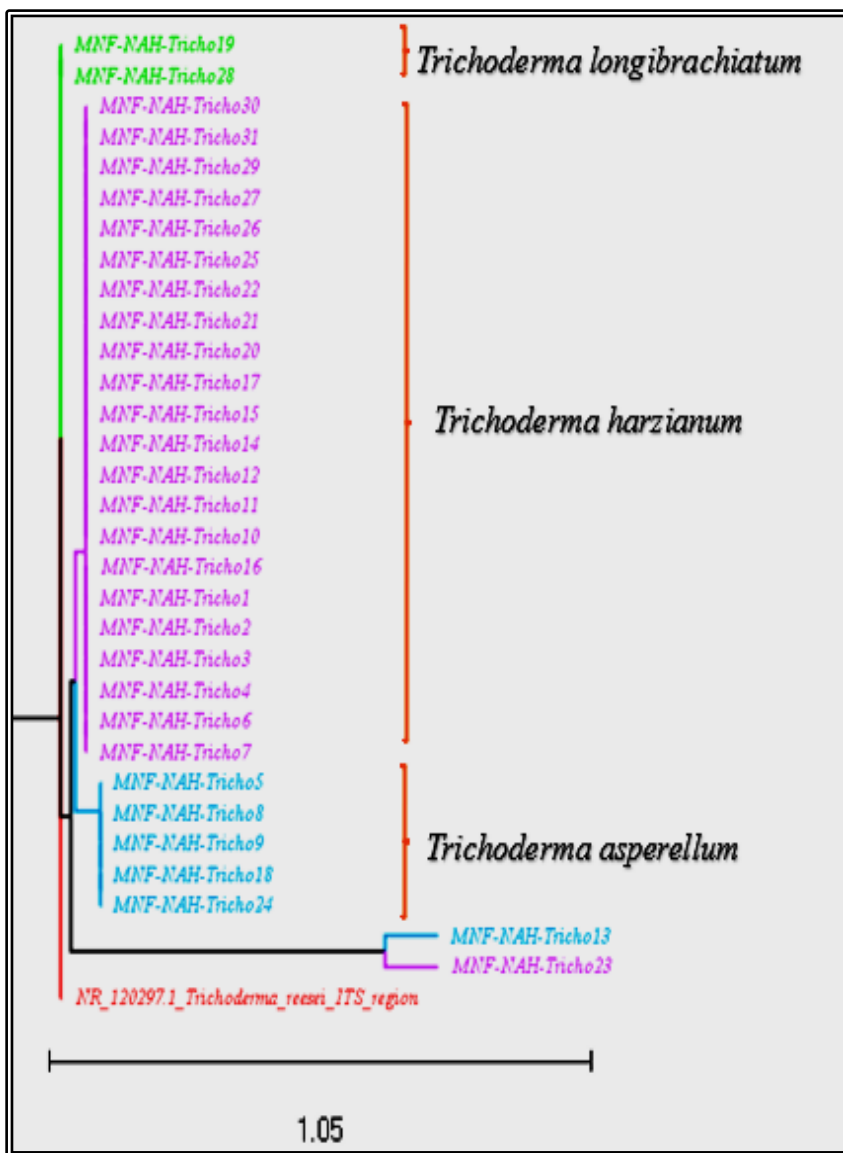 MNF-NAH-Tricho19
MNF-NAH-Tricho28
Trichoderma longibrachiatum
MNF-NAH-Tricho30
MNF-NAH-Tricho31
MNF-NAH-Tricho29
MNF-NAH-Tricho27
MNF-NAH-Tricho26
MNF-NAH-Tricho25
MNF-NAH-Tricho22
MNF-NAH-Tricho21
MNF-NAH-Tricho20
MNF-NAH-Tricho17
MNF-NAH-Tricho15
MNF-NAH-Tricho14
MNF-NAH-Tricho12
MNF-NAH-Tricho11
MNF-NAH-Tricho10
MNF-NAH-Tricho16
MNF-NAH-Tricho1
MNF-NAH-Tricho2
MNF-NAH-Tricho3
MNF-NAH-Tricho4
MNF-NAH-Tricho6
MNF-NAH-Tricho7
Trichoderma harzianum
MNF-NAH-Tricho5
MNF-NAH-Tricho8
MNF-NAH-Tricho9
MNF-NAH-Tricho18
MNF-NAH-Tricho24
Trichoderma asperellum
MNF-NAH-Tricho13
MNF-NAH-Tricho23
NR_120297.1_Trichoderma_reesei_ITS_region
1.05